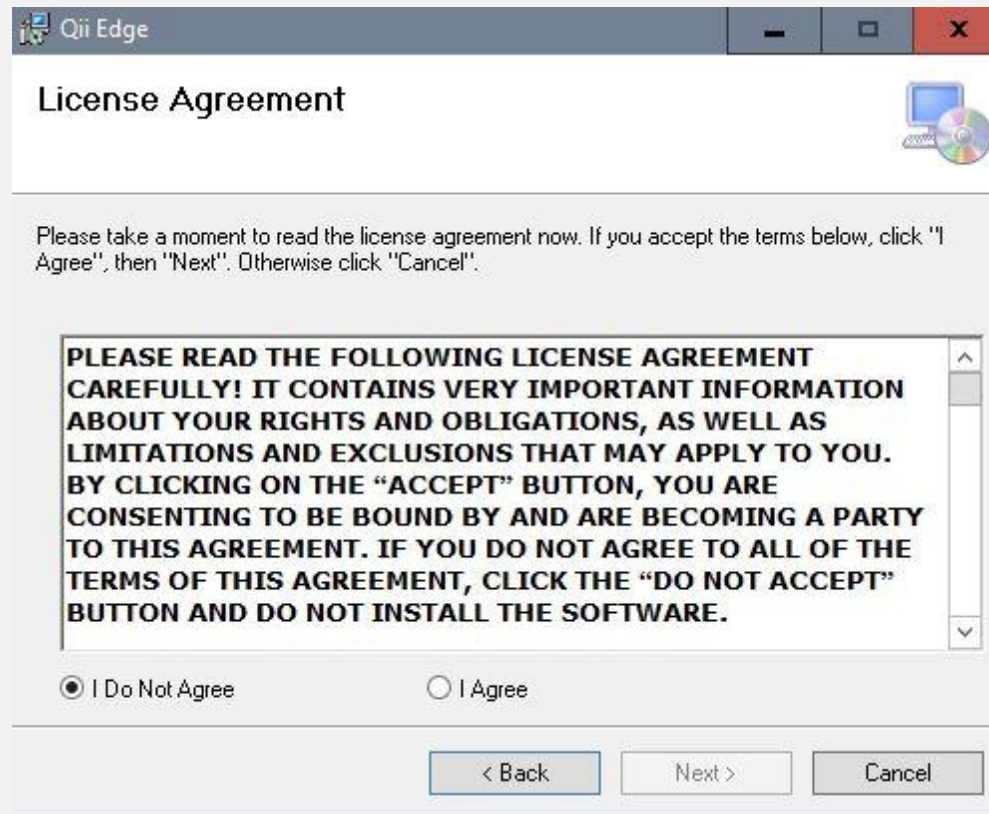 Qii Edge
License Agreement
Please take a moment to read the license agreement now. If you accept the terms below, click "I
Agree", then "Next". Otherwise click "Cancel".
PLEASE READ THE FOLLOWING LICENSE AGREEMENT
CAREFULLY! IT CONTAINS VERY IMPORTANT INFORMATION
ABOUT YOUR RIGHTS AND OBLIGATIONS, AS WELL AS
LIMITATIONS AND EXCLUSIONS THAT MAY APPLY TO YOU.
BY CLICKING ON THE “ACCEPT” BUTTON, YOU ARE
CONSENTING TO BE BOUND BY AND ARE BECOMING A PARTY
TO THIS AGREEMENT. IF YOU DO NOT AGREE TO ALL OF THE
TERMS OF THIS AGREEMENT, CLICK THE “DO NOT ACCEPT”
BUTTON AND DO NOT INSTALL THE SOFTWARE.
I Do Not Agree
I Agree
< Back
Next >
Cancel